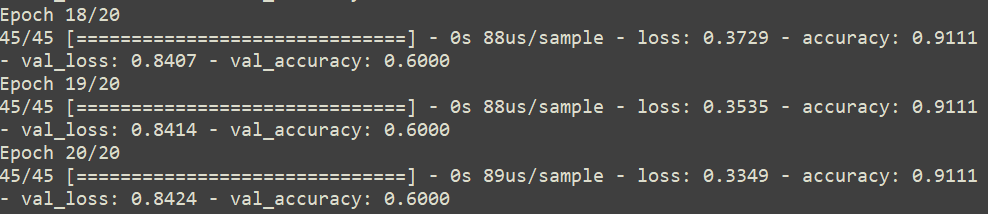 Epoch 18/20
45/45 [==============================] - 0s 88us/sample - loss: 0.3729 - accuracy: 0.9111
- val_loss: 0.8407 - val_accuracy: 0.6000
Epoch 19/20
45/45 [==============================] - 0s 88us/sample - loss: 0.3535 - accuracy: 0.9111
- val_loss: 0.8414 - val_accuracy: 0.6000
Epoch 20/20
45/45 [==============================] - 0s 89us/sample - loss: 0.3349 - accuracy: 0.9111
- val_loss: 0.8424 - val_accuracy: 0.6000